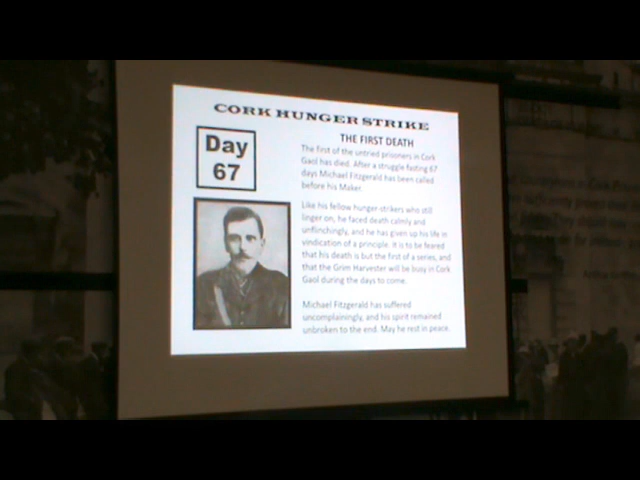 CORK HUNGER STRIKE
Day
67
THE FIRST DEATH
The first of the untried prisoners in Cork
Gaol has died. After a struggle fasting 67
days Michael Fitzgerald has been called
before his Maker.
Like his fellow hunger-strikers who still
linger on, he faced death calmly and
unflinchingly, and he has given up his life in
vindication of a principle. It is to be feared
that his death is but the first of a series, and
that the Grim Harvester will be busy in Cork
Gaol during the days to come.
Michael Fitzgerald has suffered
uncomplainingly, and his spirit remained
unbroken to the end. May he rest in peace.